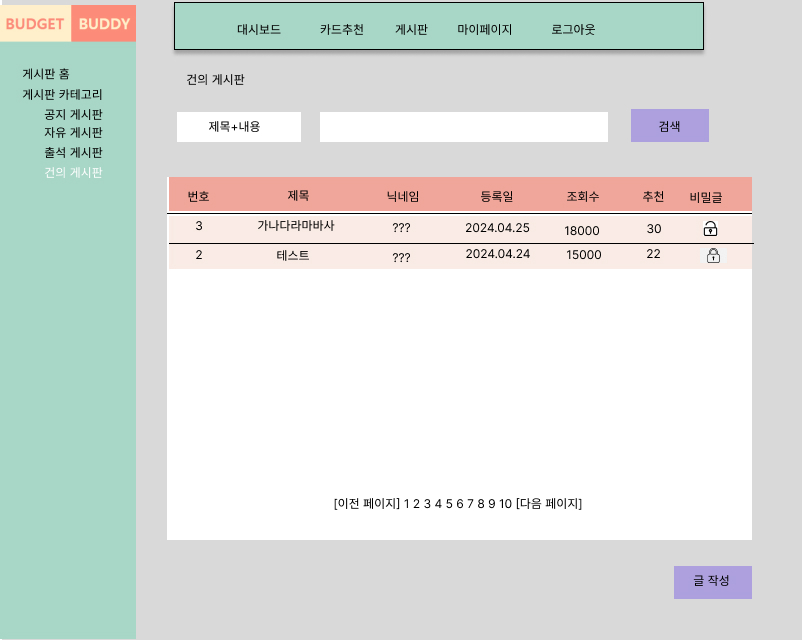 BUDGET BUDDY
대시보드 카드추천 게시판 마이페이지 로그아웃
게시판 홈
게시판 카테고리
공지 게시판
자유 게시판
출석 게시판
건의 게시판
건의 게시판
제목+내용 검색
번호 제목 닉네임 등록일 조회수 추천 비밀글
3 가나다라마바사 ??? 2024.04.25 18000 30
2 테스트 ??? 2024.04.24 15000 22
[이전 페이지] 1 2 3 4 5 6 7 8 9 10 [다음 페이지]
글 작성